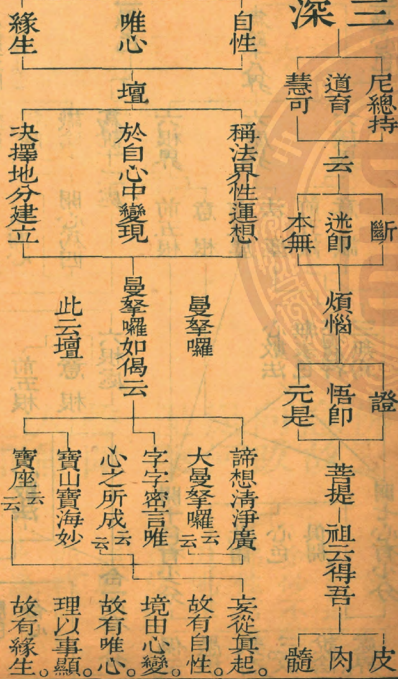 三深
尼總持 道育 慧可
云
斷 迷即 本無
煩惱
證 悟即 元是
菩提 祖云得吾
皮 肉 髓
自性 唯心 緣生
壇
稱法界性運想
於自心中變現
决擇地分建立
曼拏囉
曼拏囉如偈云
此云壇
諦想清淨廣
大曼拏囉云云
字字密言唯
心之所成云云
寶山寶海妙
寶座云云
妄從真起。
故有自性。
境由心變。
故有唯心。
理以事顯。
故有緣生。